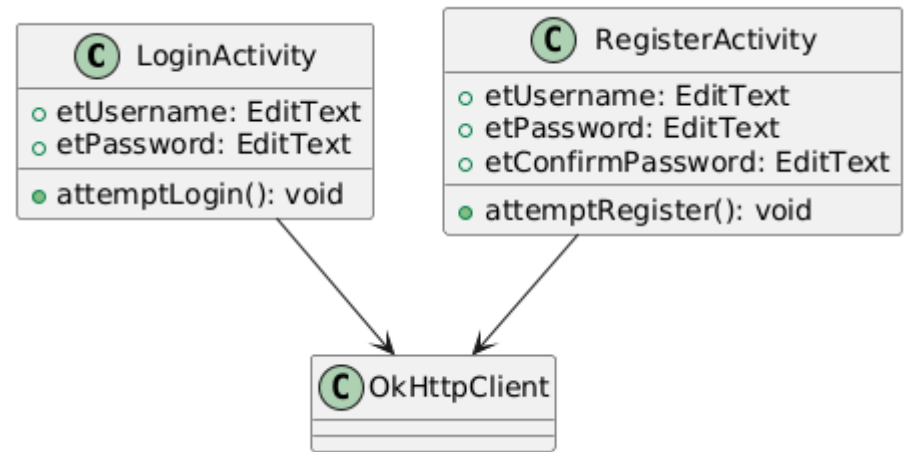 C LoginActivity
etUsername: EditText
etPassword: EditText
attemptLogin(): void
C RegisterActivity
etUsername: EditText
etPassword: EditText
etConfirmPassword: EditText
attemptRegister(): void
C OkHttpClient